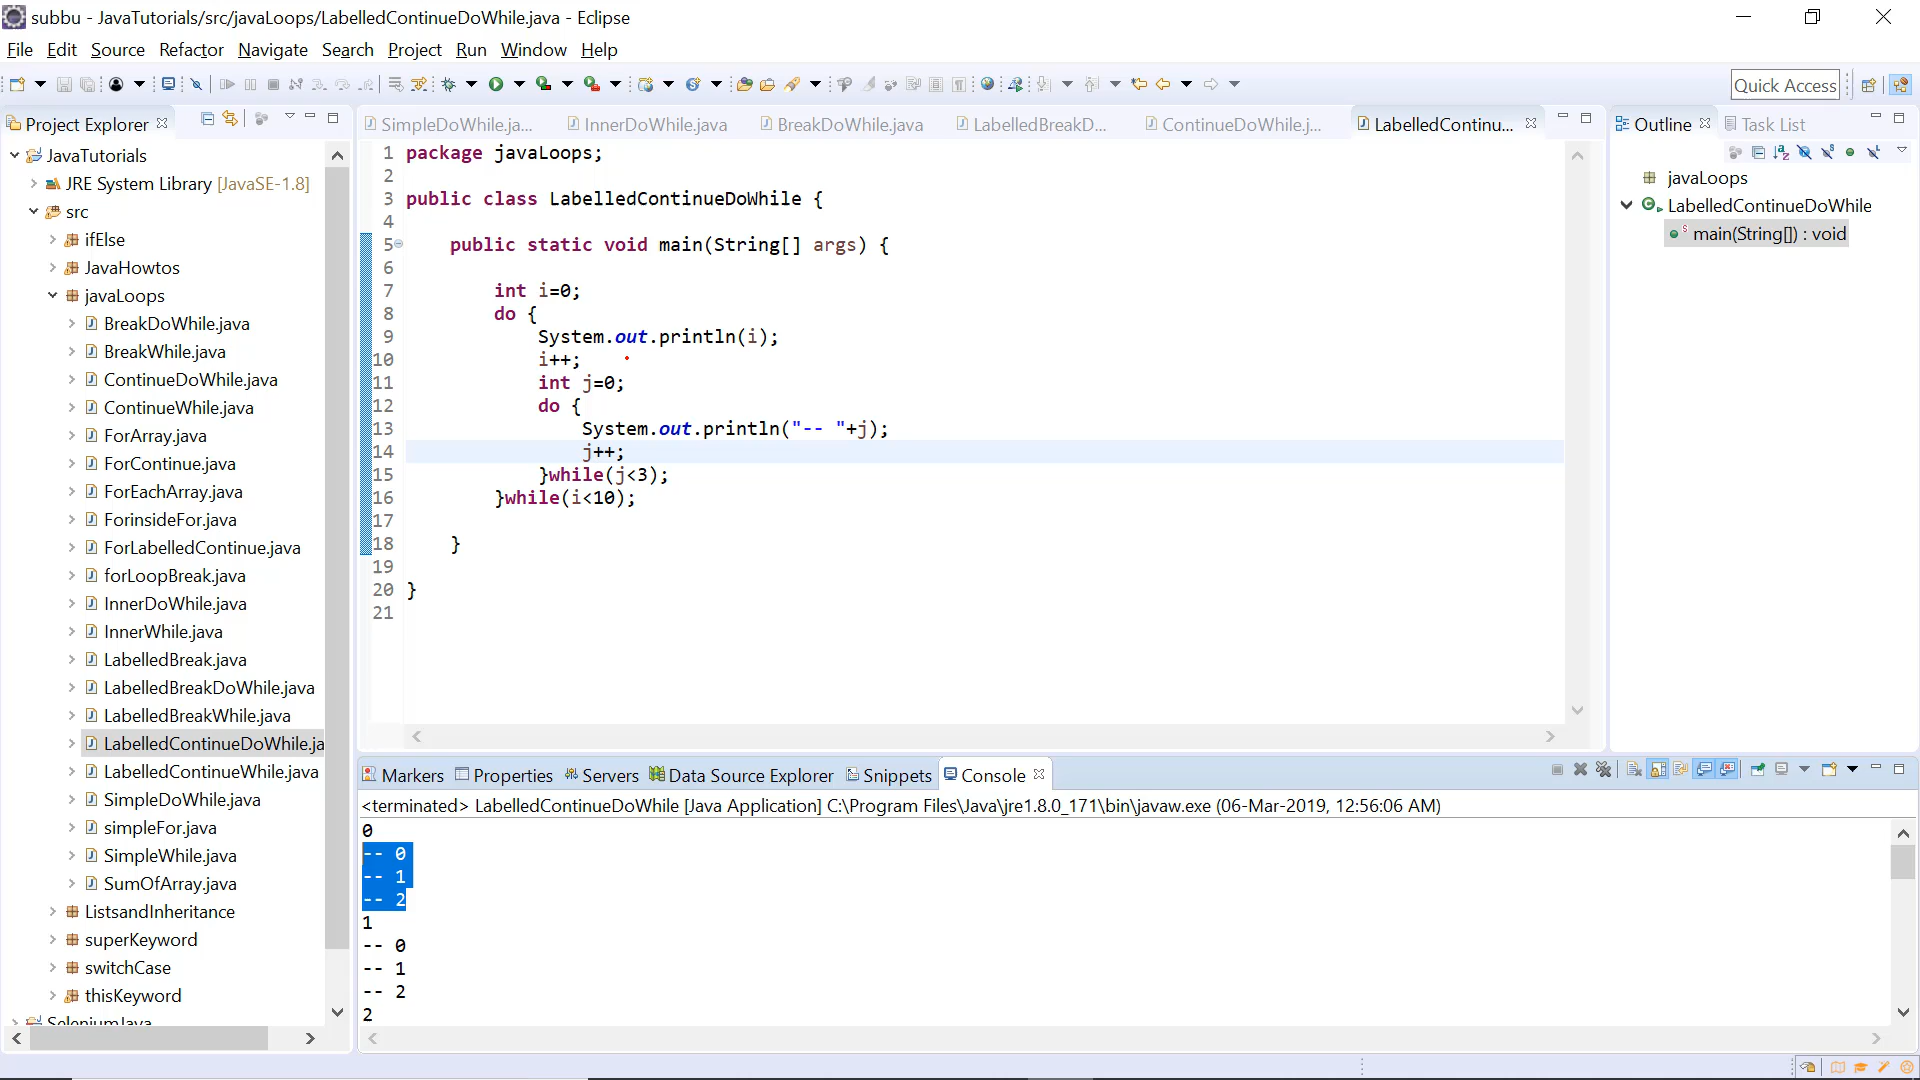 subbu - JavaTutorials/src/javaLoops/LabelledContinueDoWhile.java - Eclipse
File Edit Source Refactor Navigate Search Project Run Window Help
Quick Access
Project Explorer
JavaTutorials
JRE System Library [JavaSE-1.8]
src
ifElse
JavaHowtos
javaLoops
BreakDoWhile.java
BreakWhile.java
ContinueDoWhile.java
ContinueWhile.java
ForArray.java
ForContinue.java
ForEachArray.java
ForinsideFor.java
ForLabelledContinue.java
forLoopBreak.java
InnerDoWhile.java
InnerWhile.java
LabelledBreak.java
LabelledBreakDoWhile.java
LabelledBreakWhile.java
LabelledContinueDoWhile.ja
LabelledContinueWhile.java
SimpleDoWhile.java
simpleFor.java
SimpleWhile.java
SumOfArray.java
ListsandInheritance
superKeyword
switchCase
thisKeyword
SeleniumJava
SimpleDoWhile.ja... InnerDoWhile.java BreakDoWhile.java LabelledBreakD... ContinueDoWhile.j... LabelledContinu...
1 package javaLoops;
2
3 public class LabelledContinueDoWhile {
4
5 public static void main(String[] args) {
6
7 int i=0;
8 do {
9 System.out.println(i);
10 i++;
11 int j=0;
12 do {
13 System.out.println("-- "+j);
14 j++;
15 }while(j<3);
16 }while(i<10);
17
18 }
19
20 }
21
Outline Task List
javaLoops
LabelledContinueDoWhile
main(String[]) : void
Markers Properties Servers Data Source Explorer Snippets Console
<terminated> LabelledContinueDoWhile [Java Application] C:\Program Files\Java\jre1.8.0_171\bin\javaw.exe (06-Mar-2019, 12:56:06 AM)
0
-- 0
-- 1
-- 2
1
-- 0
-- 1
-- 2
2